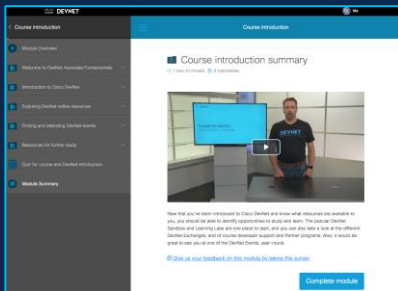 DEVNET
Me
Course introduction
Course introduction
Module Overview
Welcome to DevNet Associate Fundamentals
Introduction to Cisco DevNet
Exploring DevNet online resources
Finding and attending DevNet events
Resources for further study
Quiz for course and DevNet introduction
Module Summary
Course introduction summary
DEVNET
Now that you've been introduced to Cisco DevNet and know what resources are available to
you, you should be able to identify opportunities to study and learn. The popular DevNet
Sandbox and Learning Labs are one place to start, and you can also take a look at the different
DevNet Exchanges, and of course developer support and Partner programs. Also, it would be
great to see you at one of the DevNet Events, year-round.
Give us your feedback on this module by taking this survey
Complete module